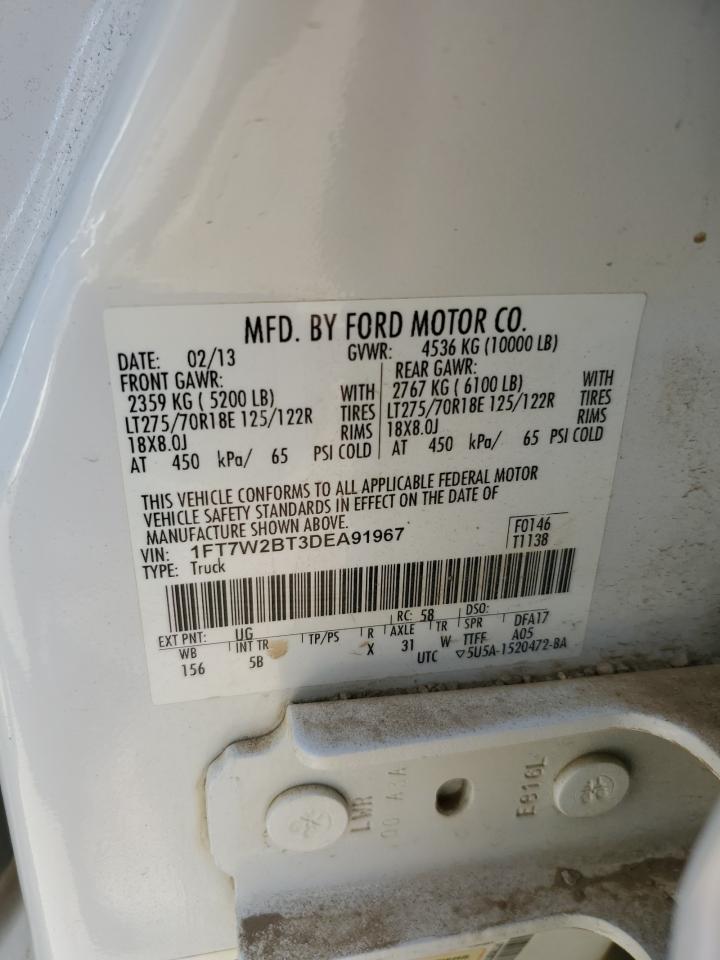 MFD. BY FORD MOTOR CO.
DATE: 02/13 GVWR: 4536 KG (10000 LB)
FRONT GAWR: REAR GAWR:
2359 KG ( 5200 LB) WITH 2767 KG ( 6100 LB) WITH
LT275/70R18E 125/122R TIRES LT275/70R18E 125/122R TIRES
18X8.0J RIMS 18X8.0J RIMS
AT 450 kPa/ 65 PSI COLD AT 450 kPa/ 65 PSI COLD
THIS VEHICLE CONFORMS TO ALL APPLICABLE FEDERAL MOTOR
VEHICLE SAFETY STANDARDS IN EFFECT ON THE DATE OF
MANUFACTURE SHOWN ABOVE.
VIN: 1FT7W2BT3DEA91967 F0146
TYPE: Truck T1138
EXT PNT: UG RC: 58 DSO:
WB INT TR TP/PS R AXLE TR SPR DFA17
156 5B X 31 W TTFF A05
UTC ▽5U5A-1520472-BA
LWR E816L